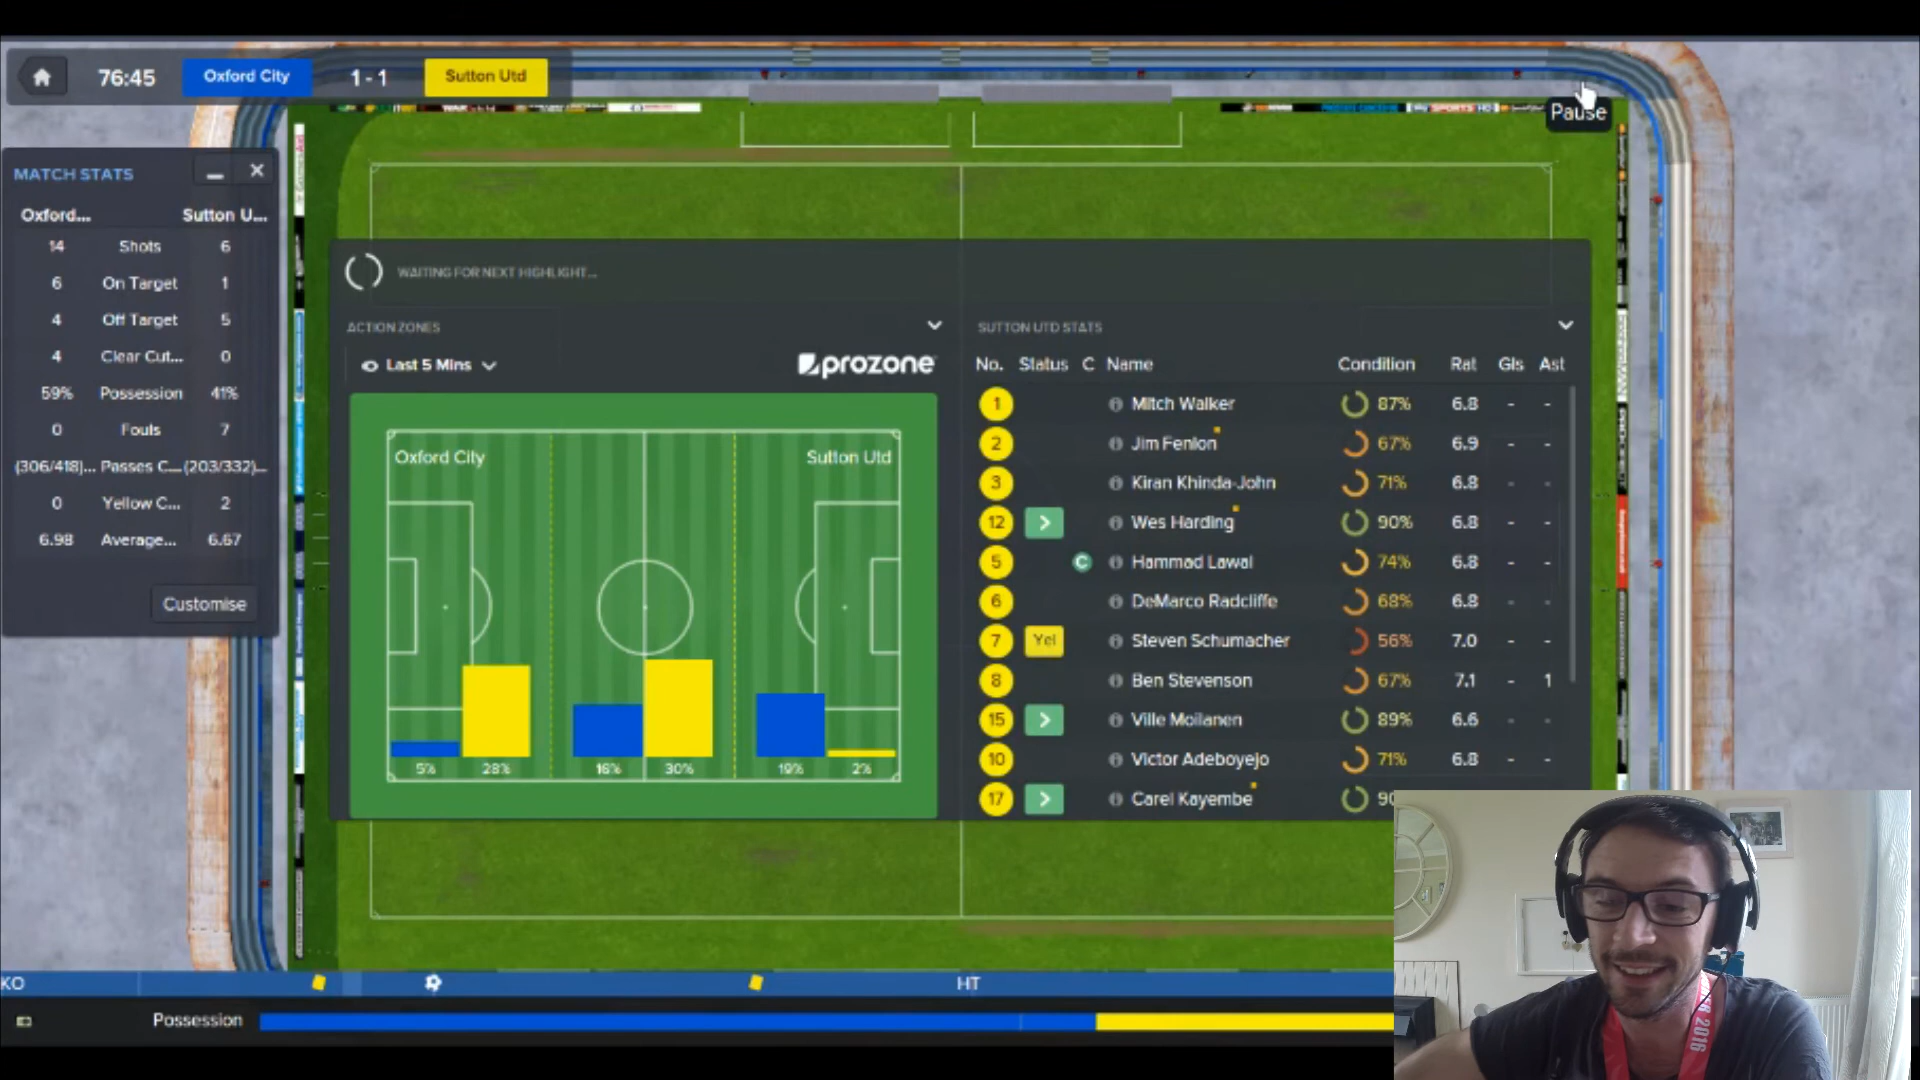 76:45 Oxford City 1 - 1 Sutton Utd
Pause
MATCH STATS
Oxford... Sutton U...
14 Shots 6
6 On Target 1
4 Off Target 5
4 Clear Cut... 0
59% Possession 41%
0 Fouls 7
(306/418)... Passes C... (203/332)...
0 Yellow C... 2
6.98 Average... 6.67
Customise
WAITING FOR NEXT HIGHLIGHT...
ACTION ZONES
Last 5 Mins prozone
Oxford City Sutton Utd
5% 28% 16% 30% 19% 2%
SUTTON UTD STATS
No. Status C Name Condition Rat Gls Ast
1 Mitch Walker 87% 6.8 - -
2 Jim Fenlon 67% 6.9 - -
3 Kiran Khinda-John 71% 6.8 - -
12 Wes Harding 90% 6.8 - -
5 C Hammad Lawal 74% 6.8 - -
6 DeMarco Radcliffe 68% 6.8 - -
7 Yel Steven Schumacher 56% 7.0 - -
8 Ben Stevenson 67% 7.1 - 1
15 Ville Moilanen 89% 6.6 - -
10 Victor Adeboyejo 71% 6.8 - -
17 Carel Kayembe
KO HT
Possession
2016